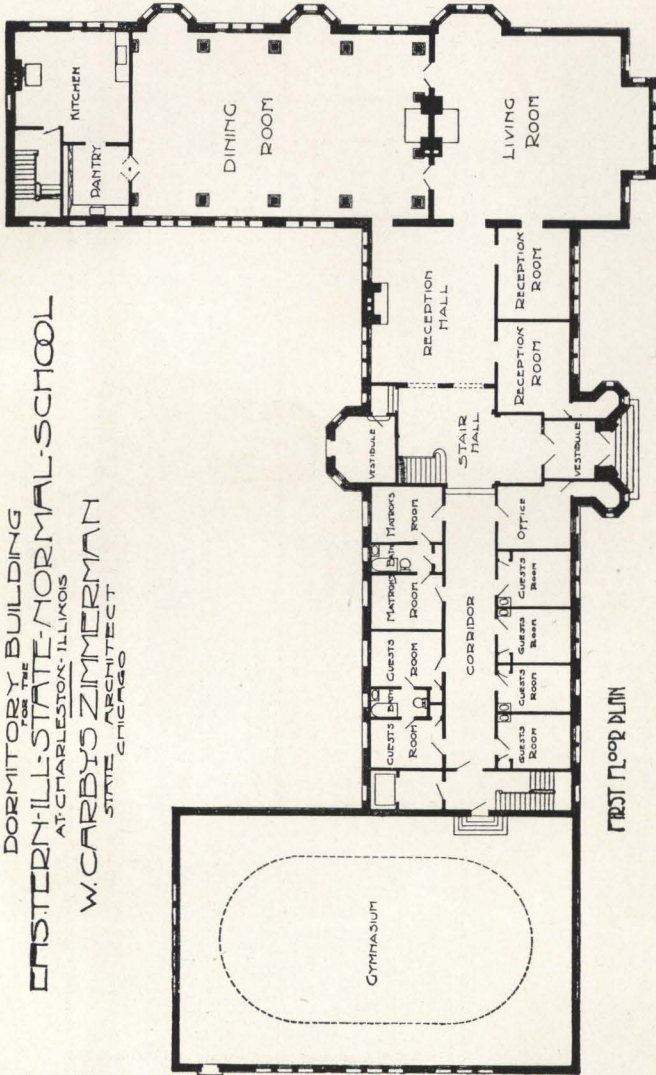 DORMITORY BUILDING
FOR THE
EASTERN-ILL-STATE-NORMAL-SCHOOL
AT-CHARLESTON-ILLINOIS
W. CARBYS ZIMMERMAN
STATE ARCHITECT
CHICAGO
KITCHEN
PANTRY
DINING
ROOM
LIVING
ROOM
RECEPTION
HALL
RECEPTION
ROOM
RECEPTION
ROOM
STAIR
HALL
VESTIBULE
VESTIBULE
MATRONS
ROOM
BATH
MATRONS
ROOM
GUESTS
ROOM
BATH
GUESTS
ROOM
CORRIDOR
OFFICE
GUESTS
ROOM
GUESTS
ROOM
GUESTS
ROOM
GUESTS
ROOM
GYMNASIUM
FIRST FLOOR PLAN